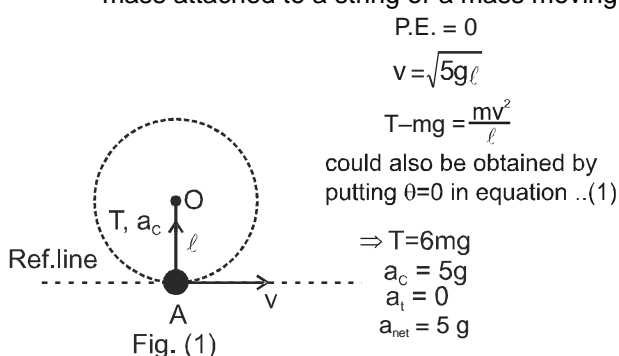 mass attached to a string of a mass moving
P.E. = 0
v = √5gℓ
T–mg = mv²/ℓ
could also be obtained by
putting θ=0 in equation ..(1)
⇒ T=6mg
a_c = 5g
a_t = 0
a_net = 5 g
O
T, a_c
ℓ
Ref.line
v
A
Fig. (1)